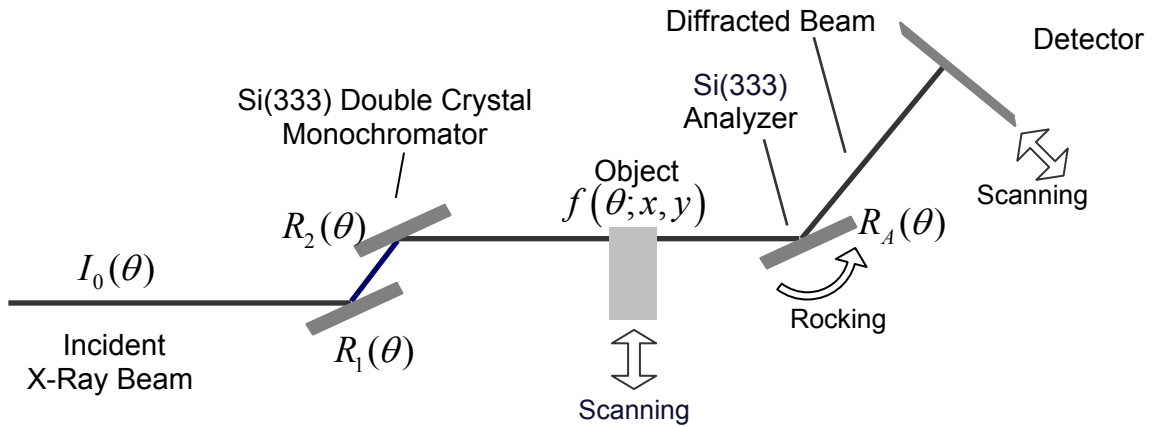 Diffracted Beam
Detector
Si(333) Double Crystal
Monochromator
Si(333)
Analyzer
Object
f(θ;x,y)
Scanning
R₂(θ)
R_A(θ)
I₀(θ)
Rocking
Incident
X-Ray Beam
R₁(θ)
Scanning